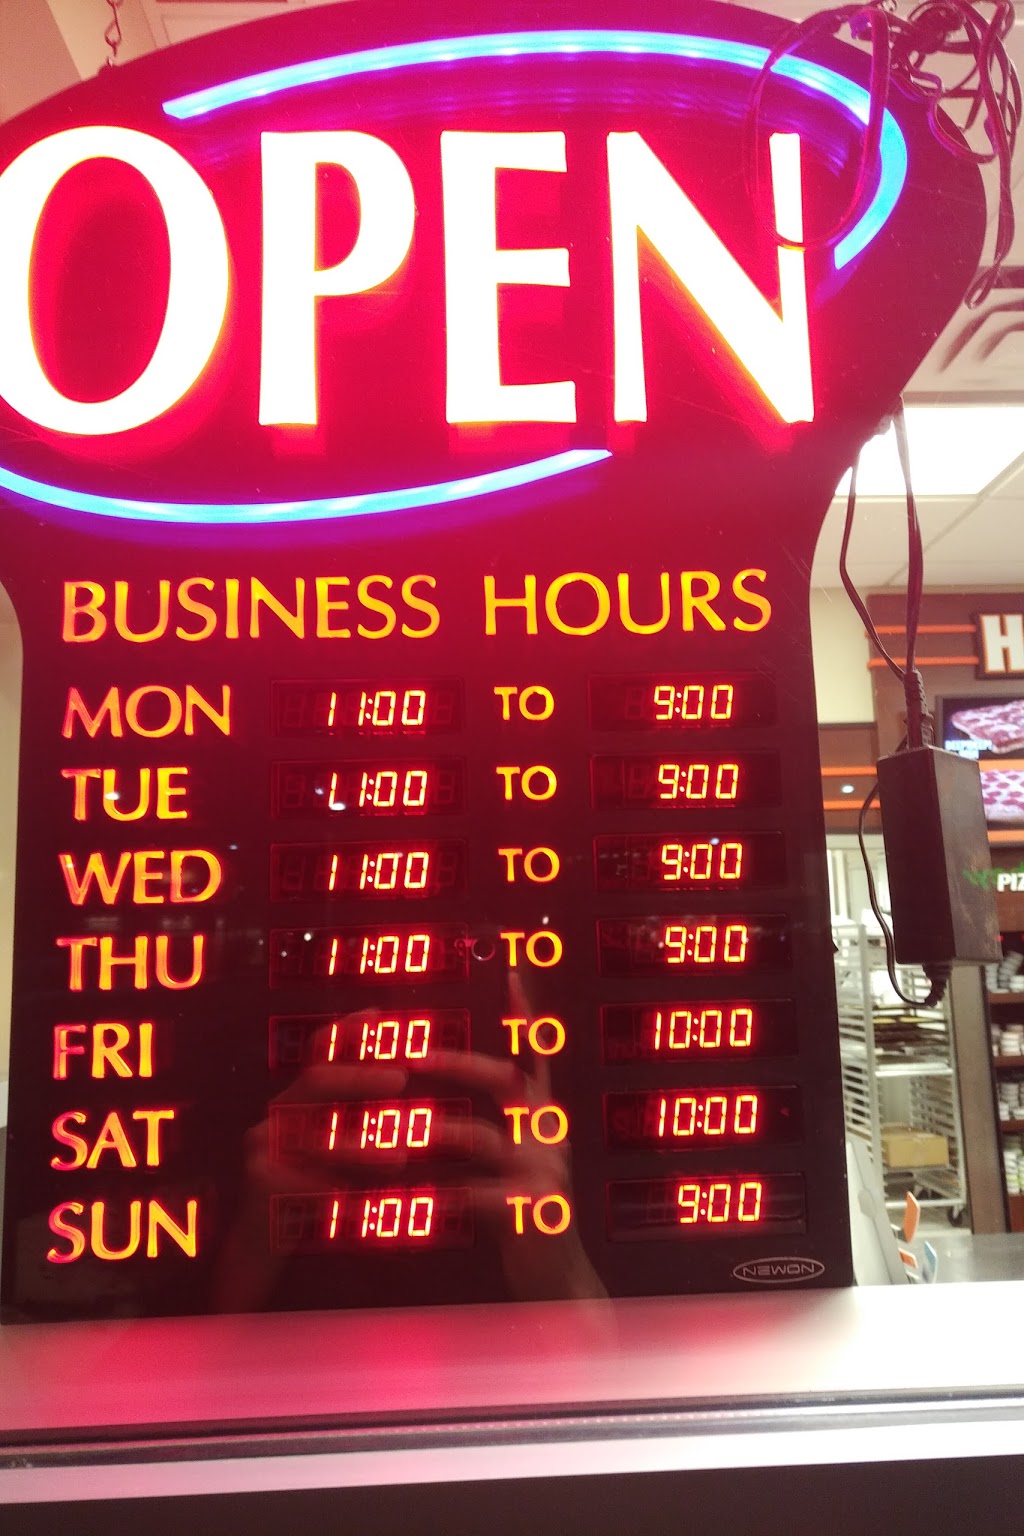 OPEN
BUSINESS HOURS
MON 11:00 TO 9:00
TUE 11:00 TO 9:00
WED 11:00 TO 9:00
THU 11:00 TO 9:00
FRI 11:00 TO 10:00
SAT 11:00 TO 10:00
SUN 11:00 TO 9:00
NEWON
H
PIZ